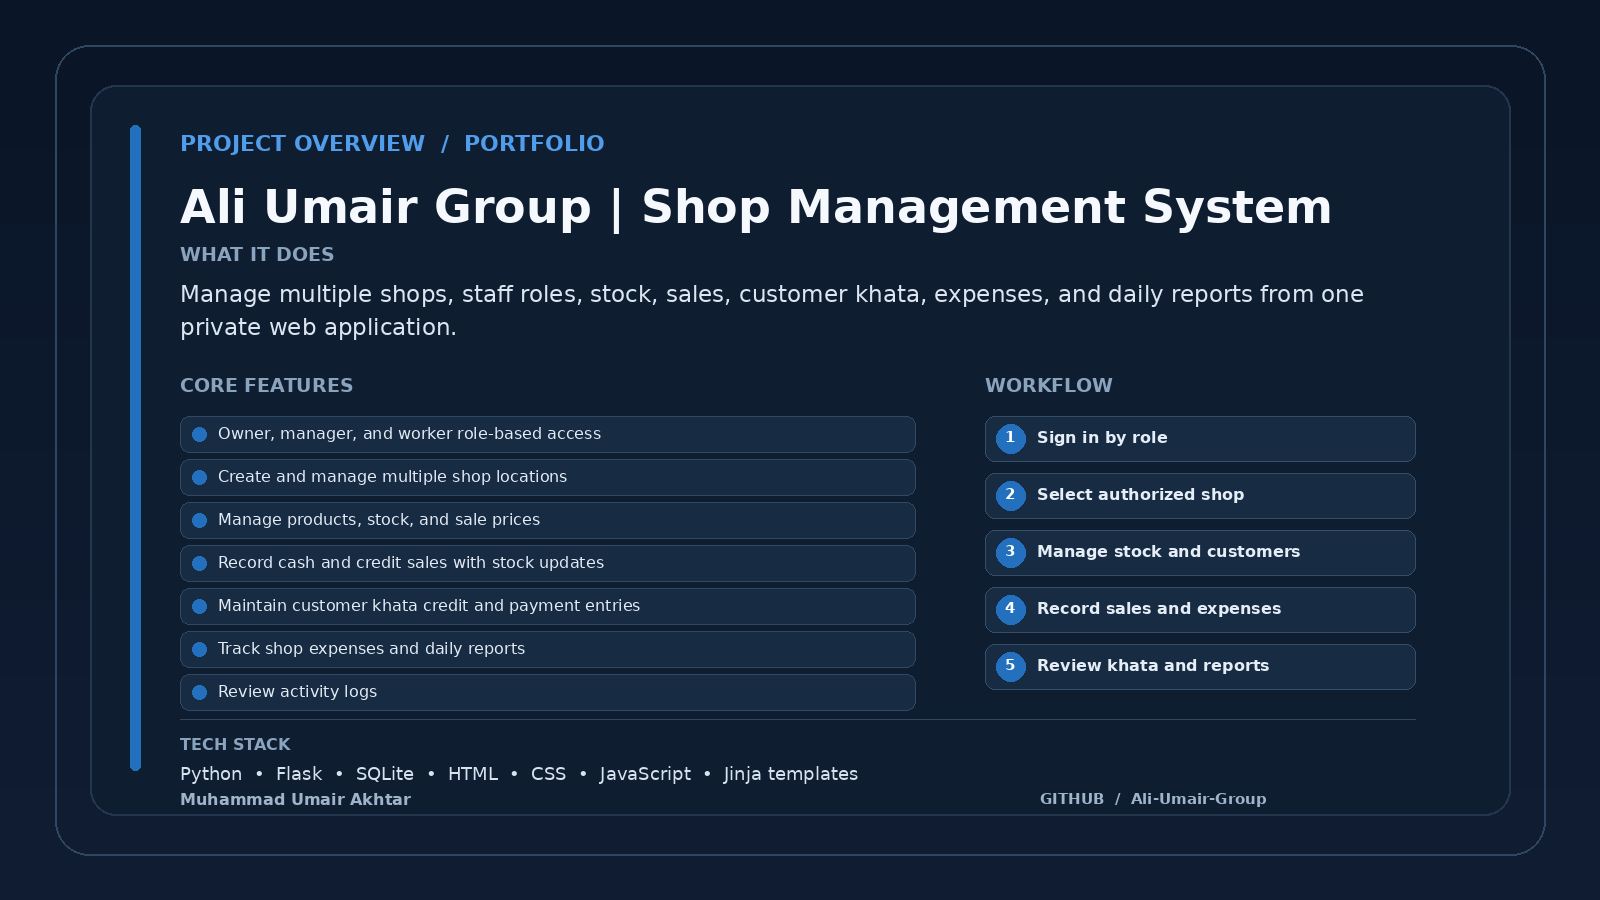 PROJECT OVERVIEW / PORTFOLIO
Ali Umair Group | Shop Management System
WHAT IT DOES
Manage multiple shops, staff roles, stock, sales, customer khata, expenses, and daily reports from one
private web application.
CORE FEATURES
Owner, manager, and worker role-based access
Create and manage multiple shop locations
Manage products, stock, and sale prices
Record cash and credit sales with stock updates
Maintain customer khata credit and payment entries
Track shop expenses and daily reports
Review activity logs
WORKFLOW
1 Sign in by role
2 Select authorized shop
3 Manage stock and customers
4 Record sales and expenses
5 Review khata and reports
TECH STACK
Python • Flask • SQLite • HTML • CSS • JavaScript • Jinja templates
Muhammad Umair Akhtar
GITHUB / Ali-Umair-Group